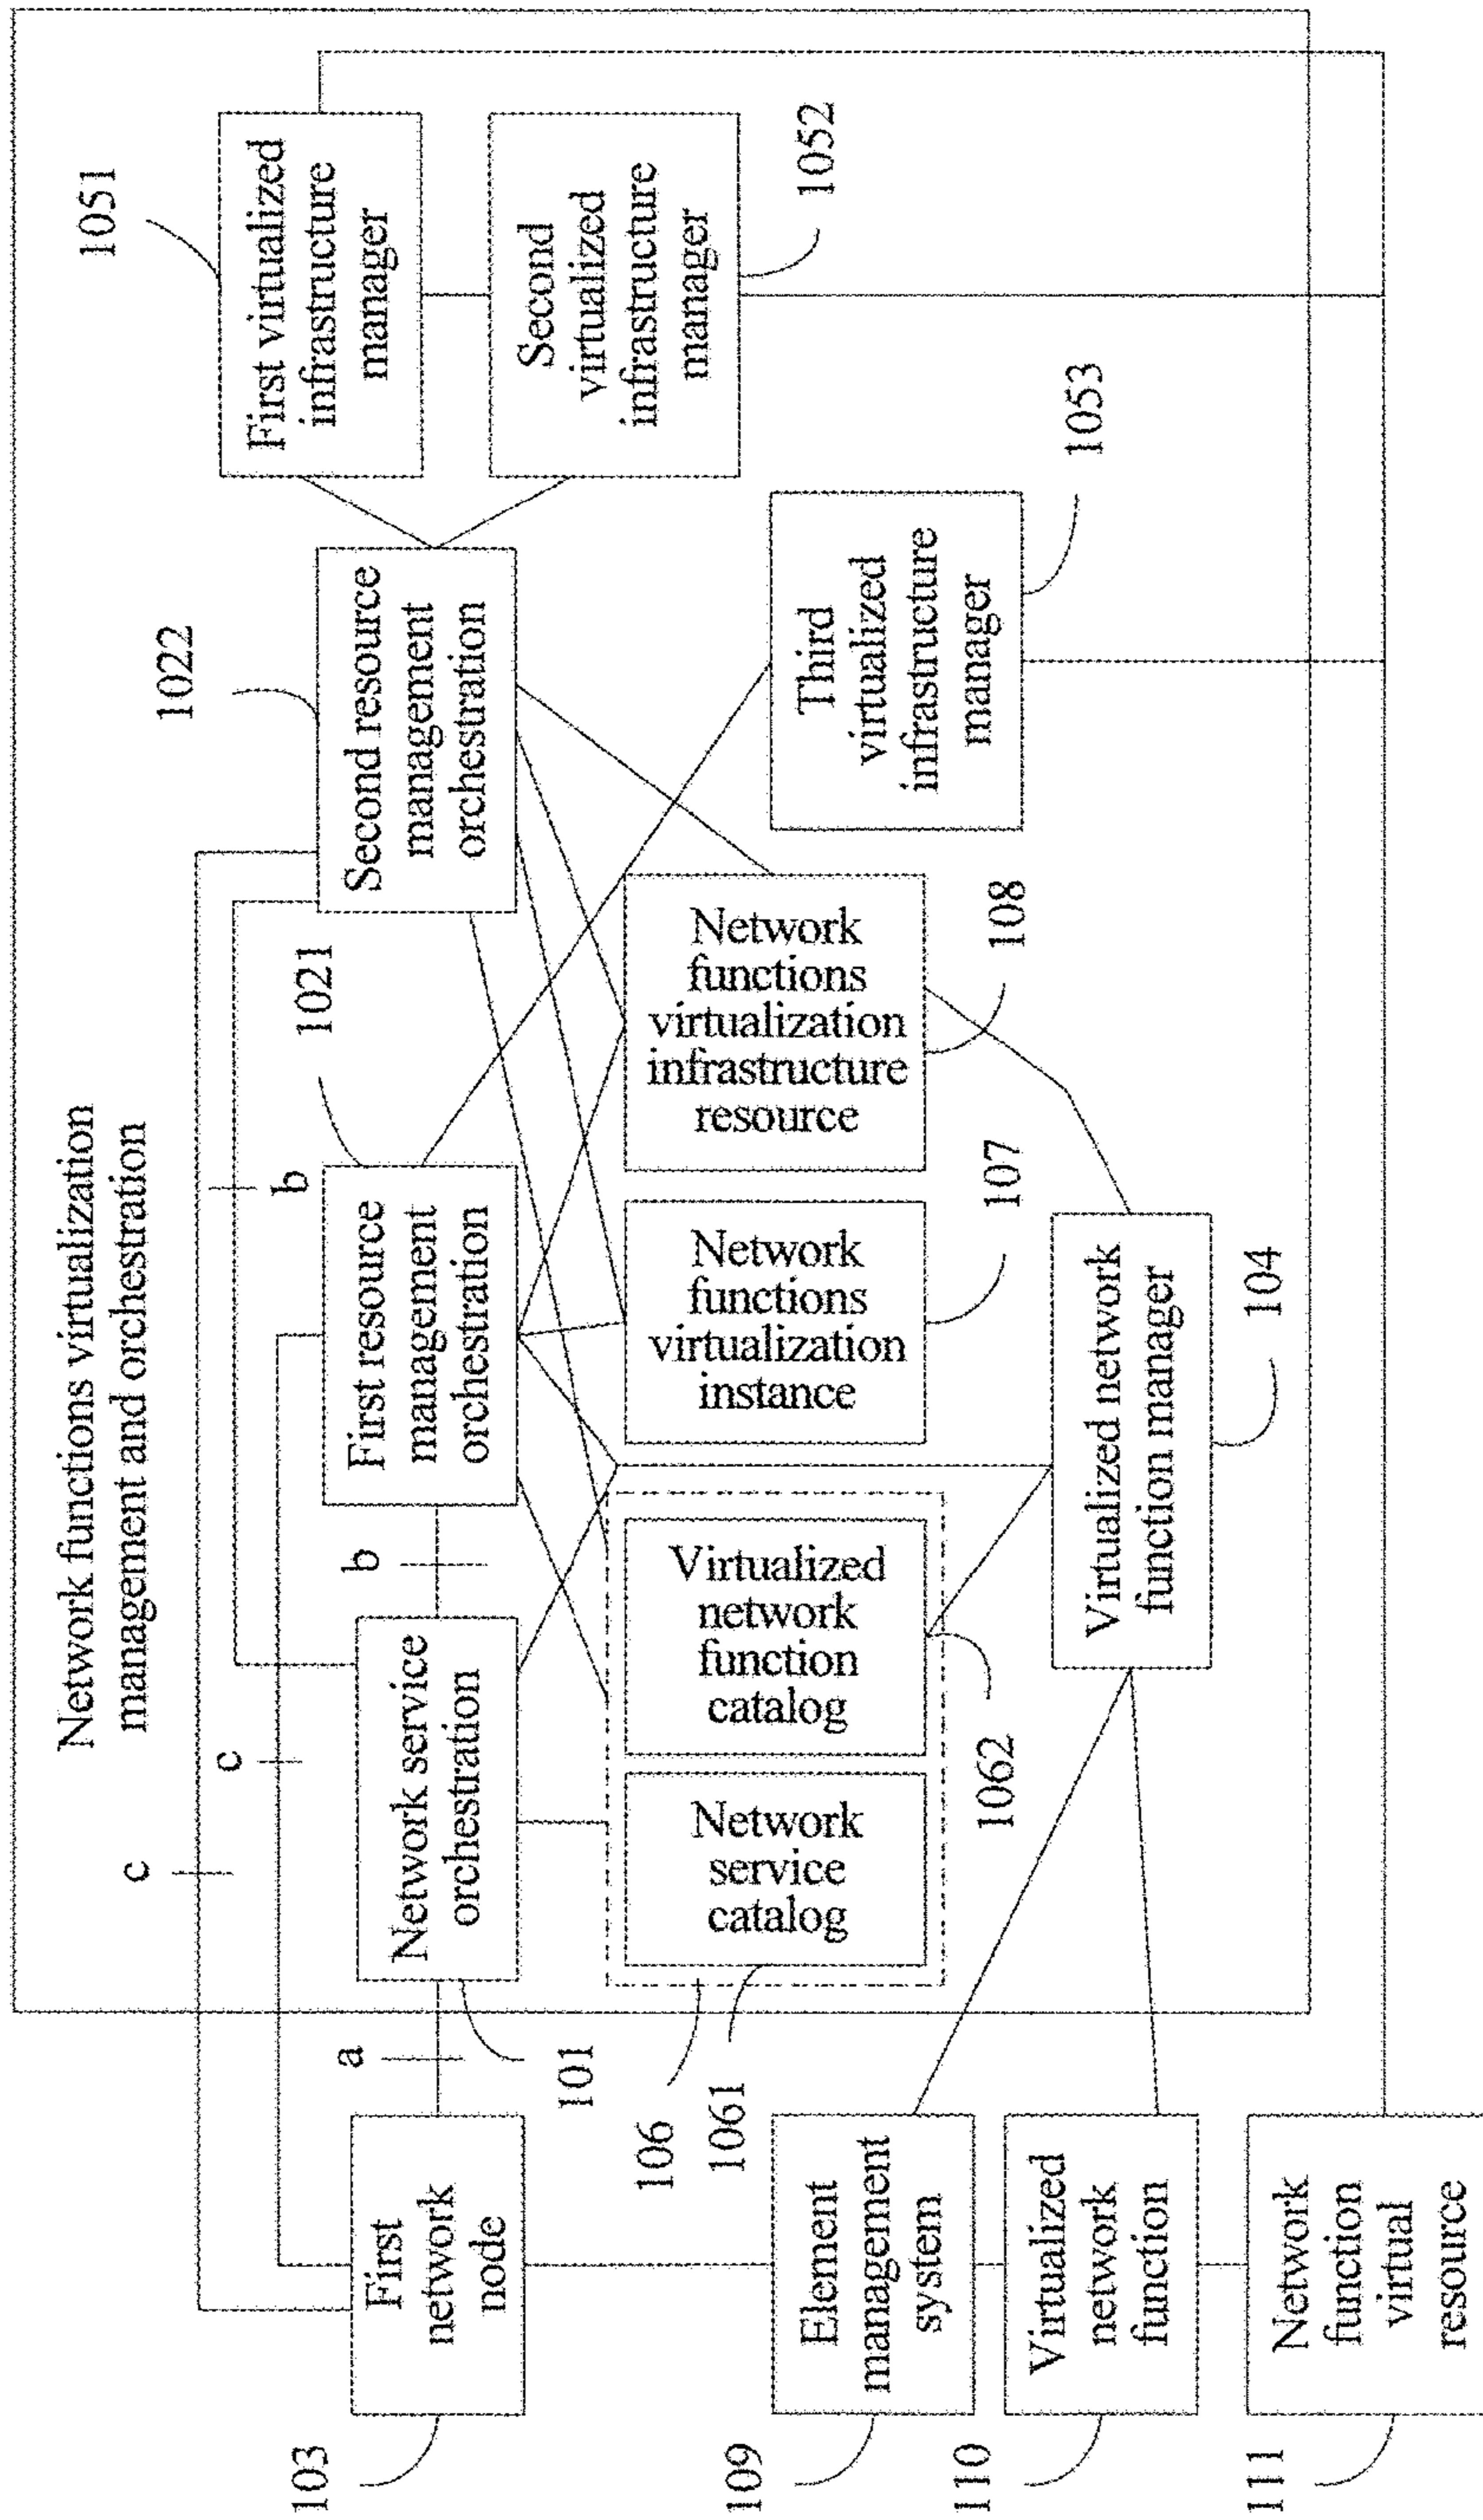 Network functions virtualization
management and orchestration
c
c
b
b
a
103
First
network
node
101
Network service
orchestration
1021
First resource
management
orchestration
1022
Second resource
management
orchestration
1051
First virtualized
infrastructure
manager
1052
Second
virtualized
infrastructure
manager
1053
Third
virtualized
infrastructure
manager
106
1061
Network
service
catalog
1062
Virtualized
network
function
catalog
107
Network
functions
virtualization
instance
108
Network
functions
virtualization
infrastructure
resource
104
Virtualized network
function manager
109
Element
management
system
110
Virtualized
network
function
111
Network
function
virtual
resource